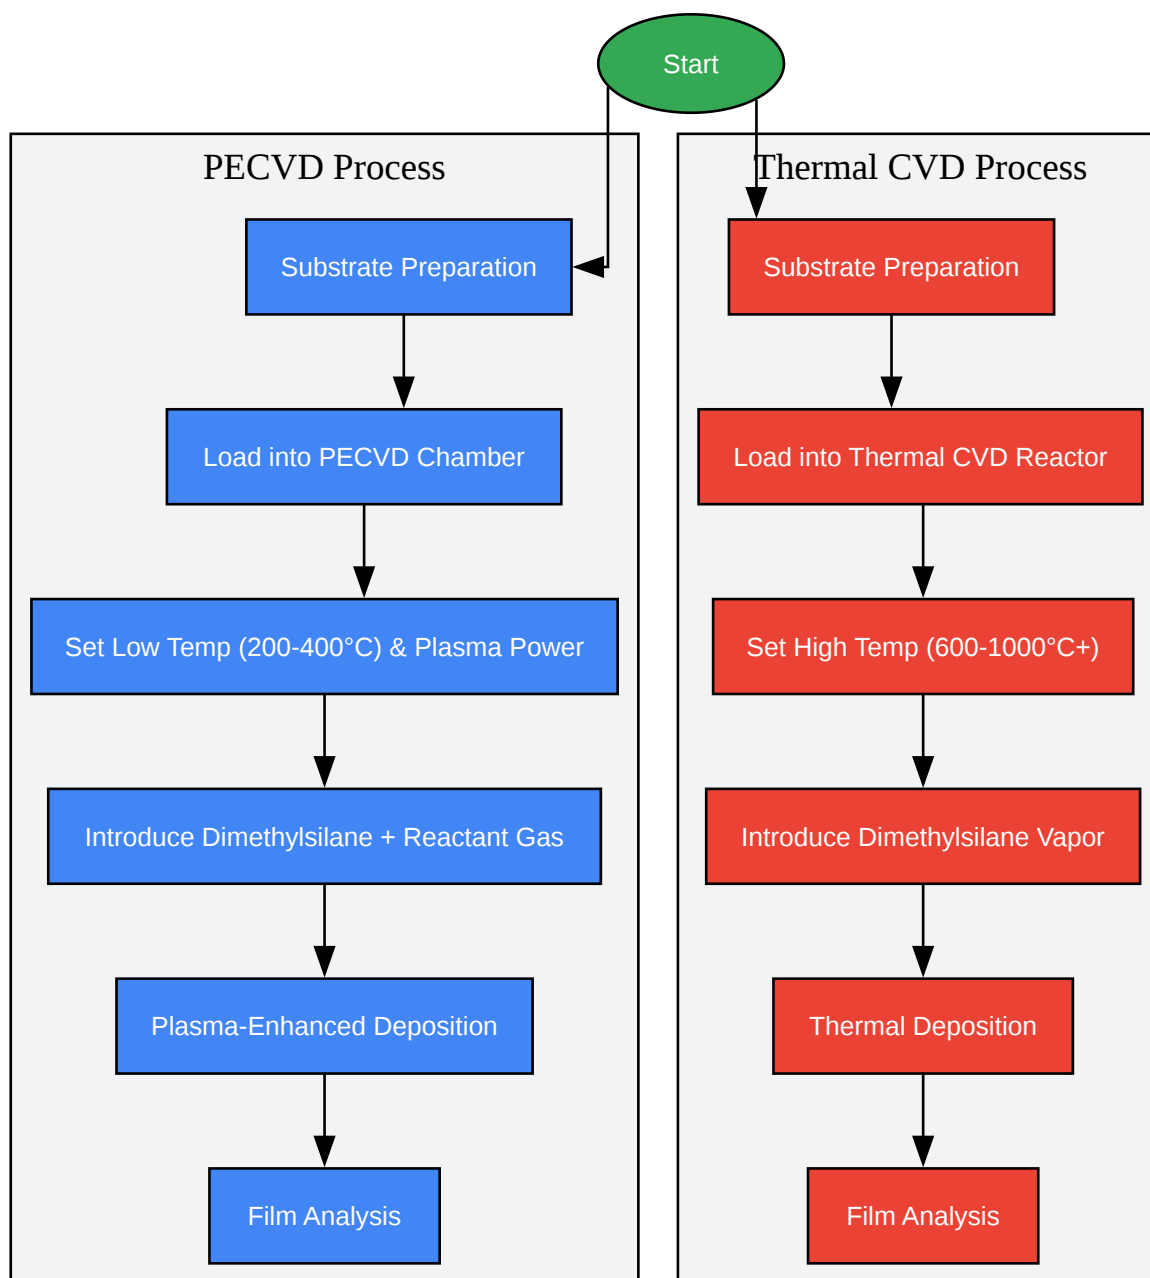 Start
PECVD Process
Substrate Preparation
Load into PECVD Chamber
Set Low Temp (200-400°C) & Plasma Power
Introduce Dimethylsilane + Reactant Gas
Plasma-Enhanced Deposition
Film Analysis
Thermal CVD Process
Substrate Preparation
Load into Thermal CVD Reactor
Set High Temp (600-1000°C+)
Introduce Dimethylsilane Vapor
Thermal Deposition
Film Analysis